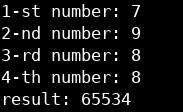 1-st number: 7
2-nd number: 9
3-rd number: 8
4-th number: 8
result: 65534